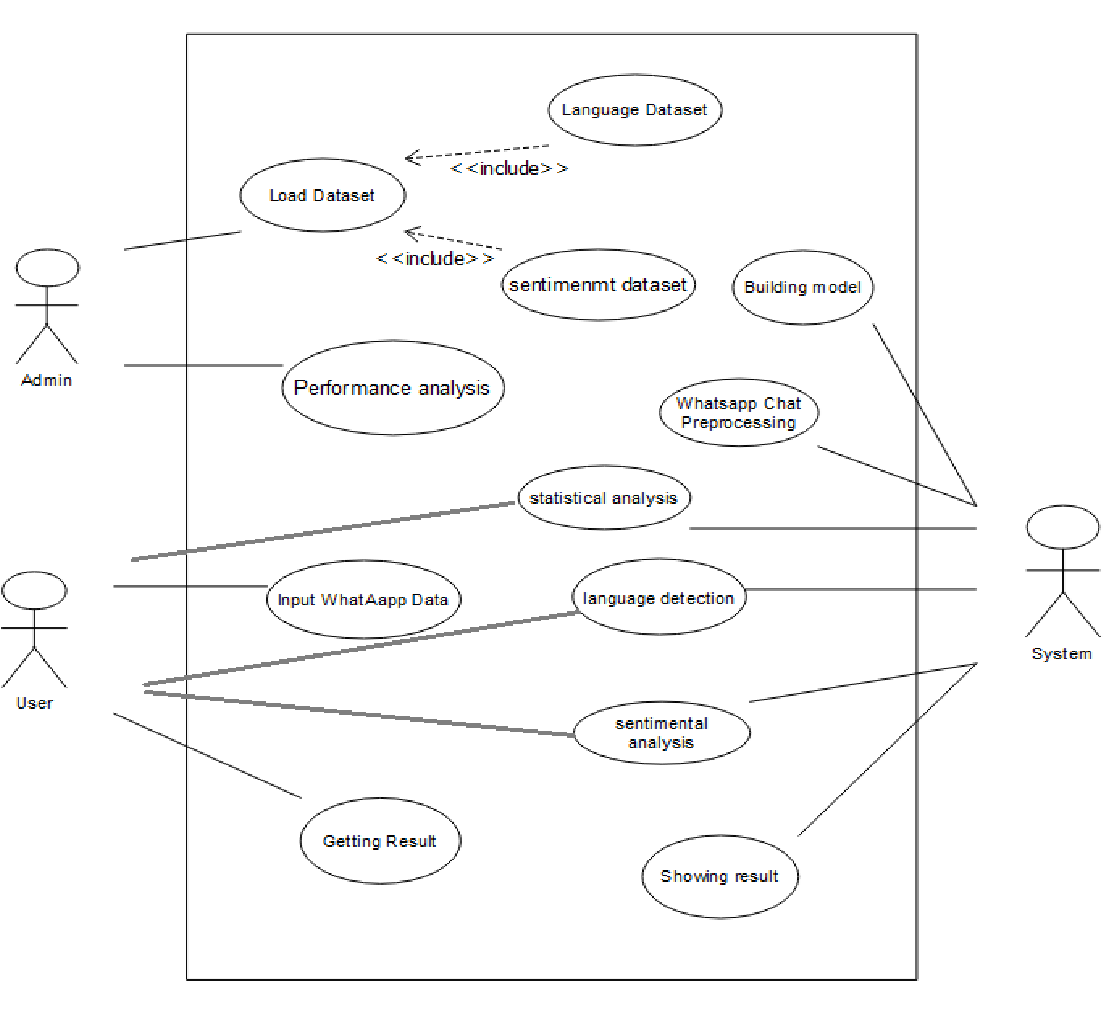 Language Dataset
<<include>>
Load Dataset
<<include>>
sentimenmt dataset
Building model
Admin
Performance analysis
Whatsapp Chat
Preprocessing
statistical analysis
Input WhatAapp Data
language detection
System
User
sentimental
analysis
Getting Result
Showing result